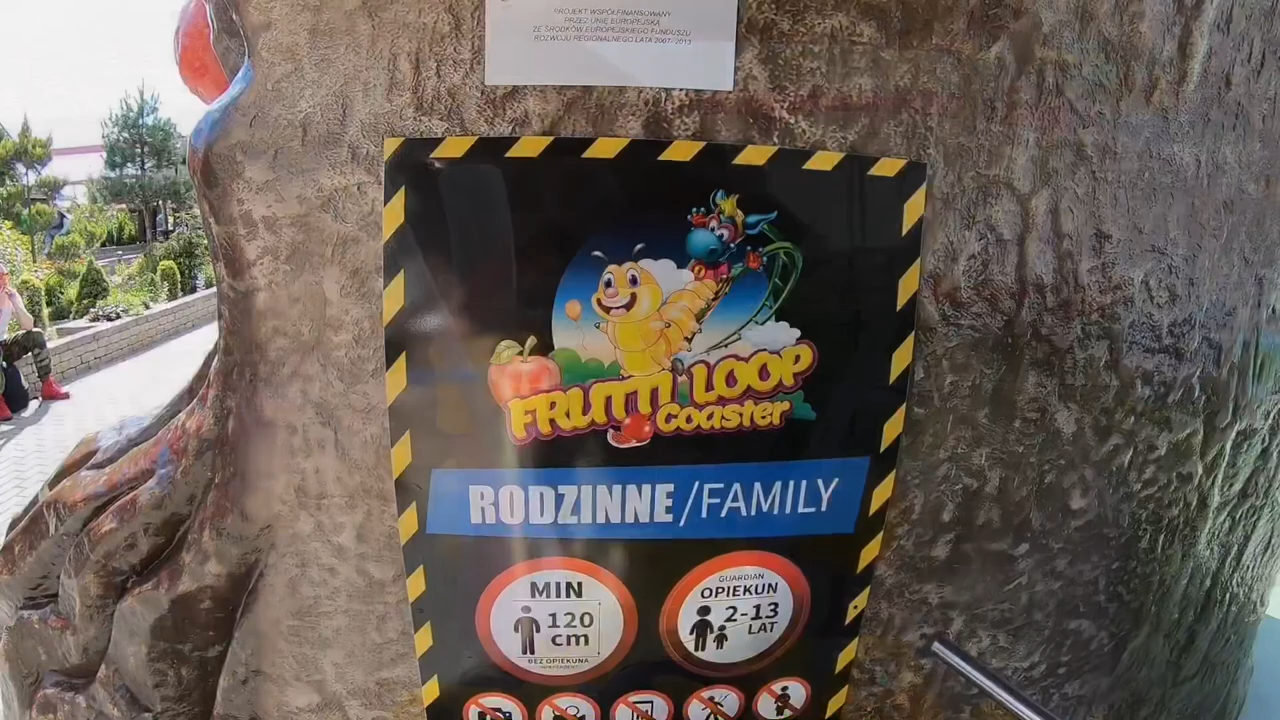 PROJEKT WSPÓŁFINANSOWANY
PRZEZ UNIĘ EUROPEJSKĄ
ZE ŚRODKÓW EUROPEJSKIEGO FUNDUSZU
ROZWOJU REGIONALNEGO LATA 2007- 2013
FRUTTI LOOP
Coaster
RODZINNE/FAMILY
MIN
120
cm
BEZ OPIEKUNA
GUARDIAN
OPIEKUN
2-13
LAT